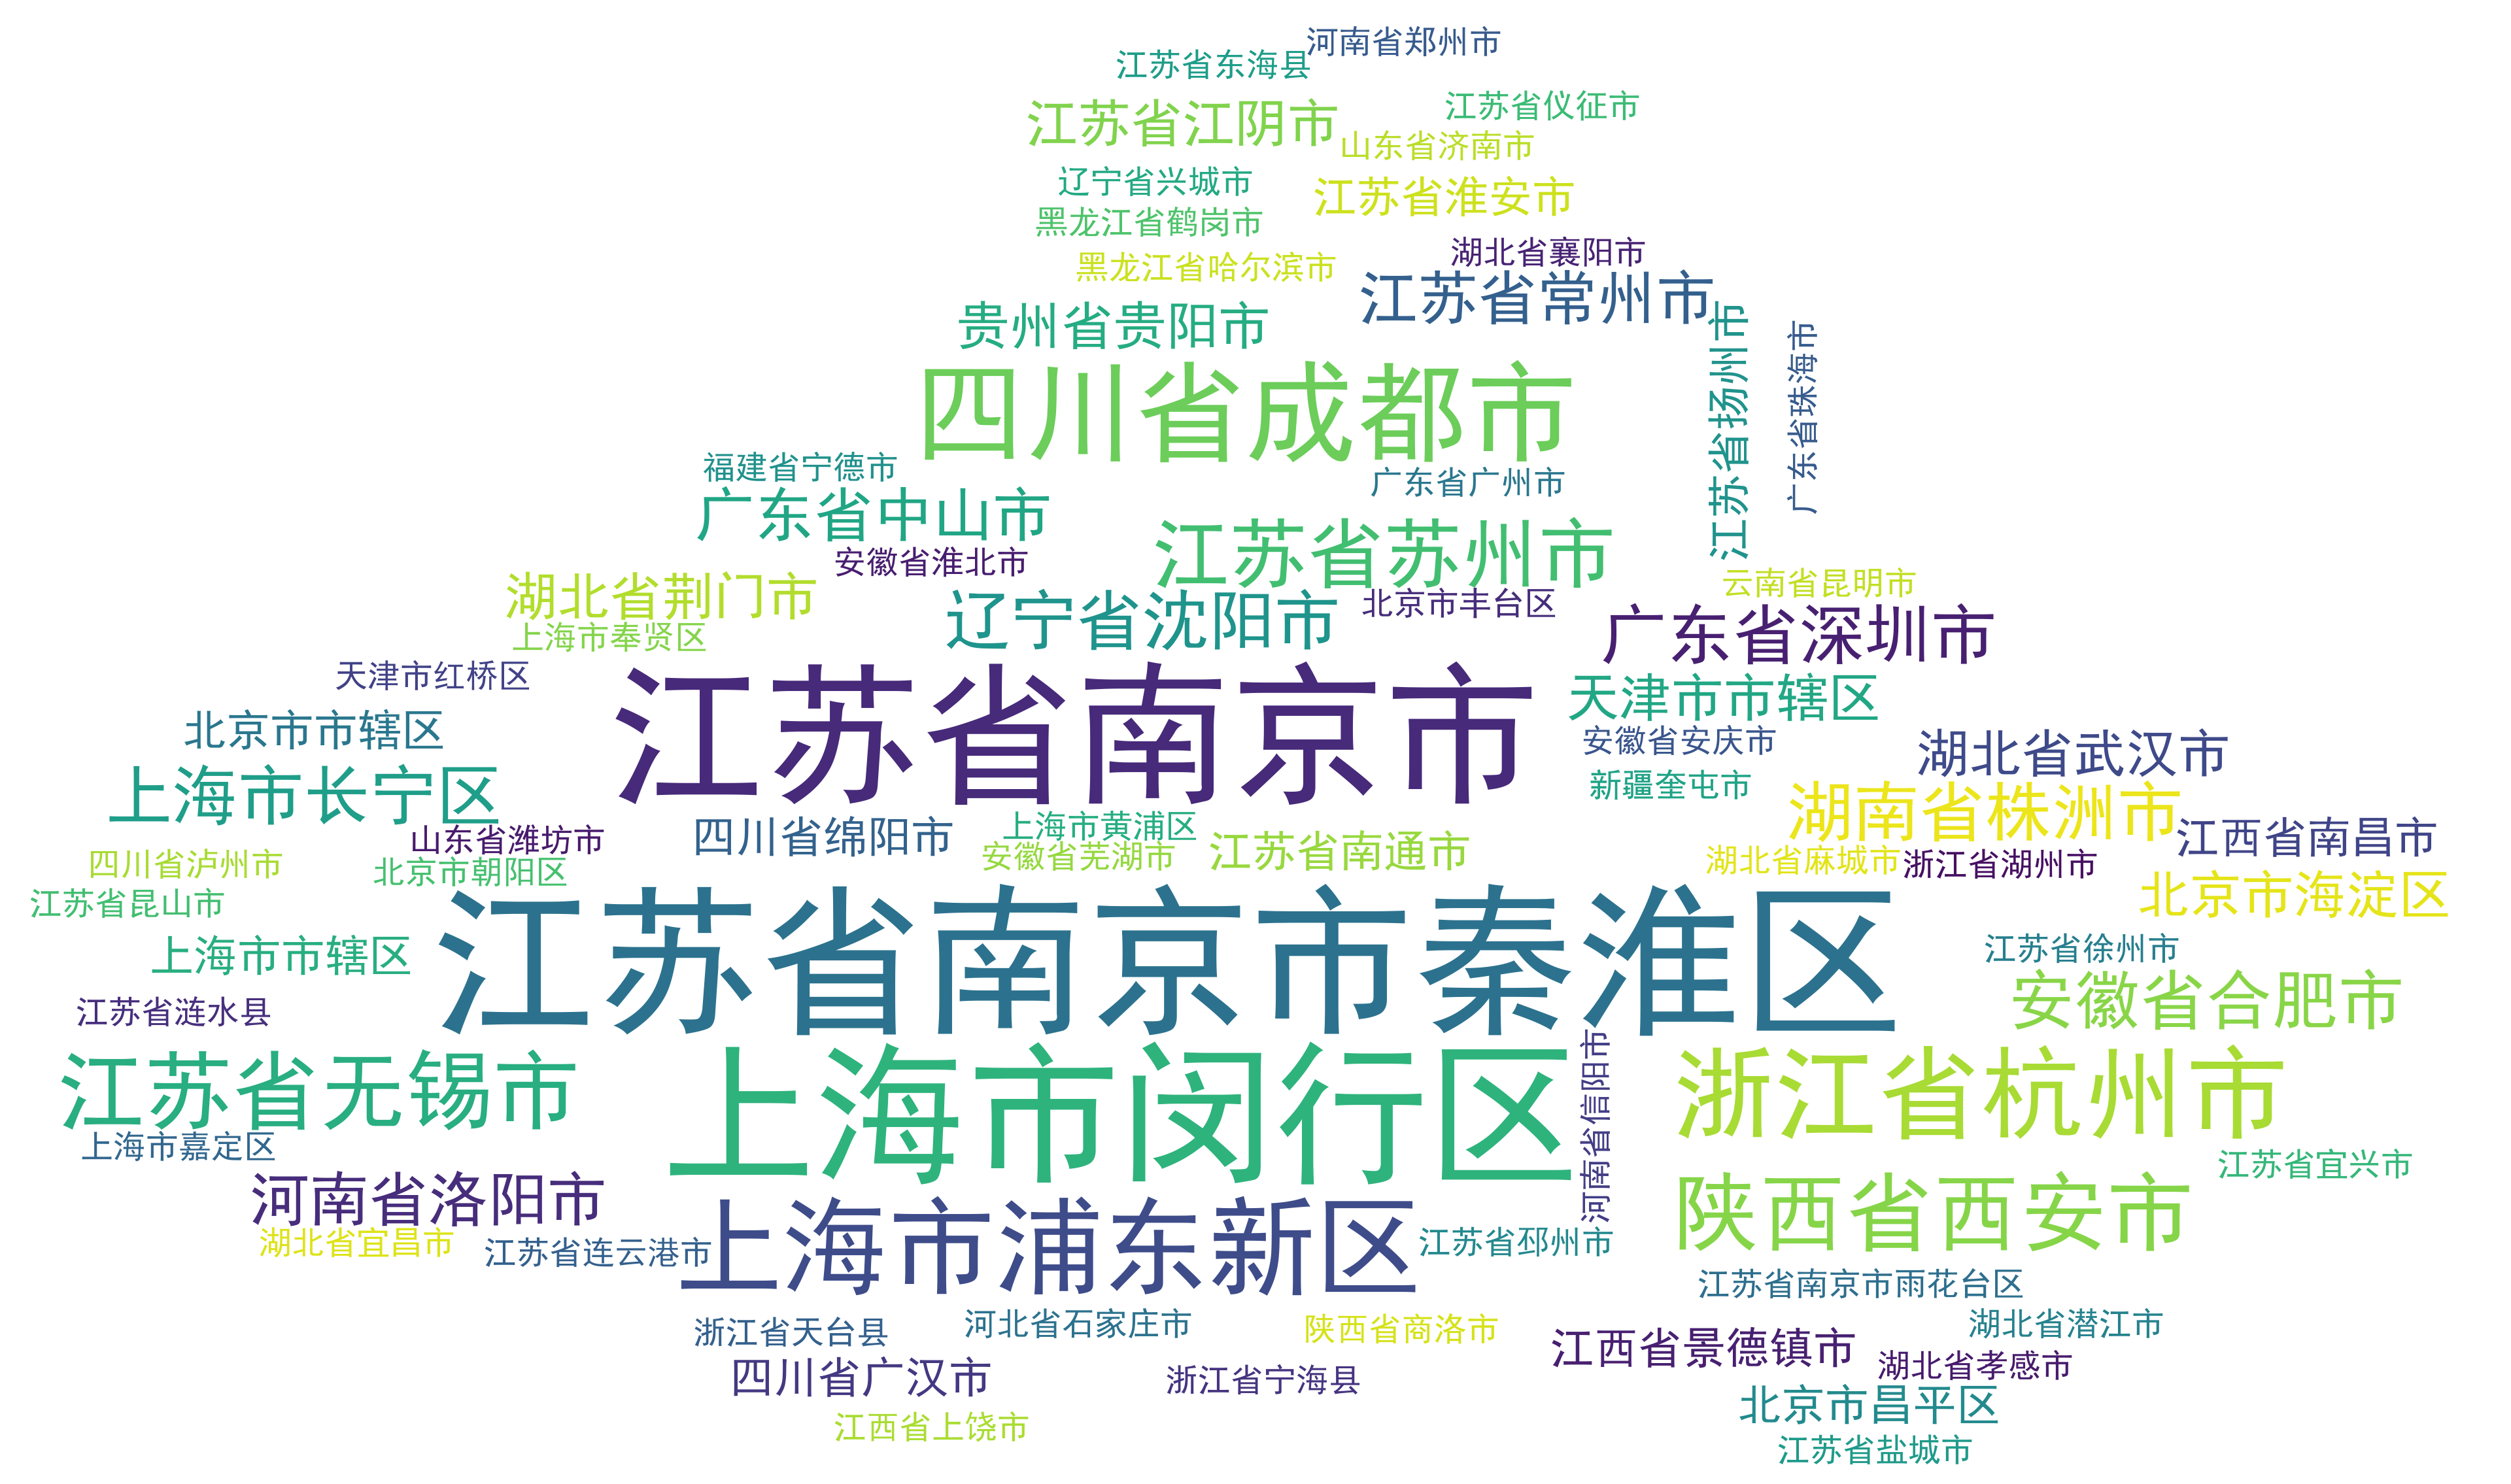 河南省郑州市
江苏省东海县
江苏省仪征市
江苏省江阴市
山东省济南市
辽宁省兴城市
江苏省淮安市
黑龙江省鹤岗市
湖北省襄阳市
黑龙江省哈尔滨市
江苏省常州市
贵州省贵阳市
江苏省扬州市
广东省珠海市
四川省成都市
福建省宁德市
广东省广州市
广东省中山市
江苏省苏州市
安徽省淮北市
云南省昆明市
湖北省荆门市
北京市丰台区
辽宁省沈阳市
上海市奉贤区
广东省深圳市
天津市红桥区
天津市市辖区
北京市市辖区
江苏省南京市
安徽省安庆市
湖北省武汉市
新疆奎屯市
上海市长宁区
湖南省株洲市
上海市黄浦区
四川省绵阳市
山东省潍坊市
江苏省南通市
江西省南昌市
安徽省芜湖市
湖北省麻城市
浙江省湖州市
四川省泸州市
北京市朝阳区
北京市海淀区
江苏省昆山市
江苏省徐州市
上海市市辖区
江苏省南京市秦淮区
安徽省合肥市
江苏省涟水县
江苏省无锡市
上海市闵行区
河南省信阳市
浙江省杭州市
上海市嘉定区
江苏省宜兴市
河南省洛阳市
陕西省西安市
湖北省宜昌市
江苏省连云港市
上海市浦东新区
江苏省邳州市
江苏省南京市雨花台区
浙江省天台县
河北省石家庄市
陕西省商洛市
湖北省潜江市
江西省景德镇市
湖北省孝感市
四川省广汉市
浙江省宁海县
北京市昌平区
江西省上饶市
江苏省盐城市